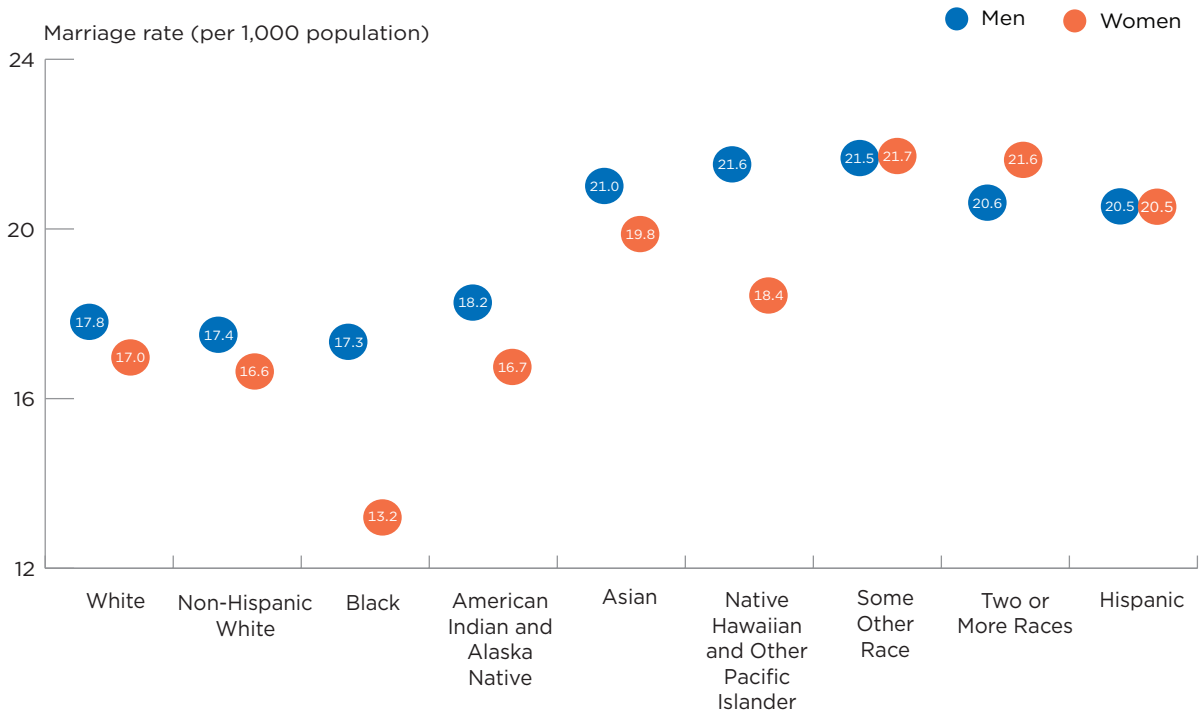 Marriage rate (per 1,000 population)
Men
Women
24
20
16
12
17.8
17.0
17.4
16.6
17.3
13.2
18.2
16.7
21.0
19.8
21.6
18.4
21.5
21.7
20.6
21.6
20.5
20.5
White
Non-Hispanic
White
Black
American
Indian and
Alaska
Native
Asian
Native
Hawaiian
and Other
Pacific
Islander
Some
Other
Race
Two or
More Races
Hispanic